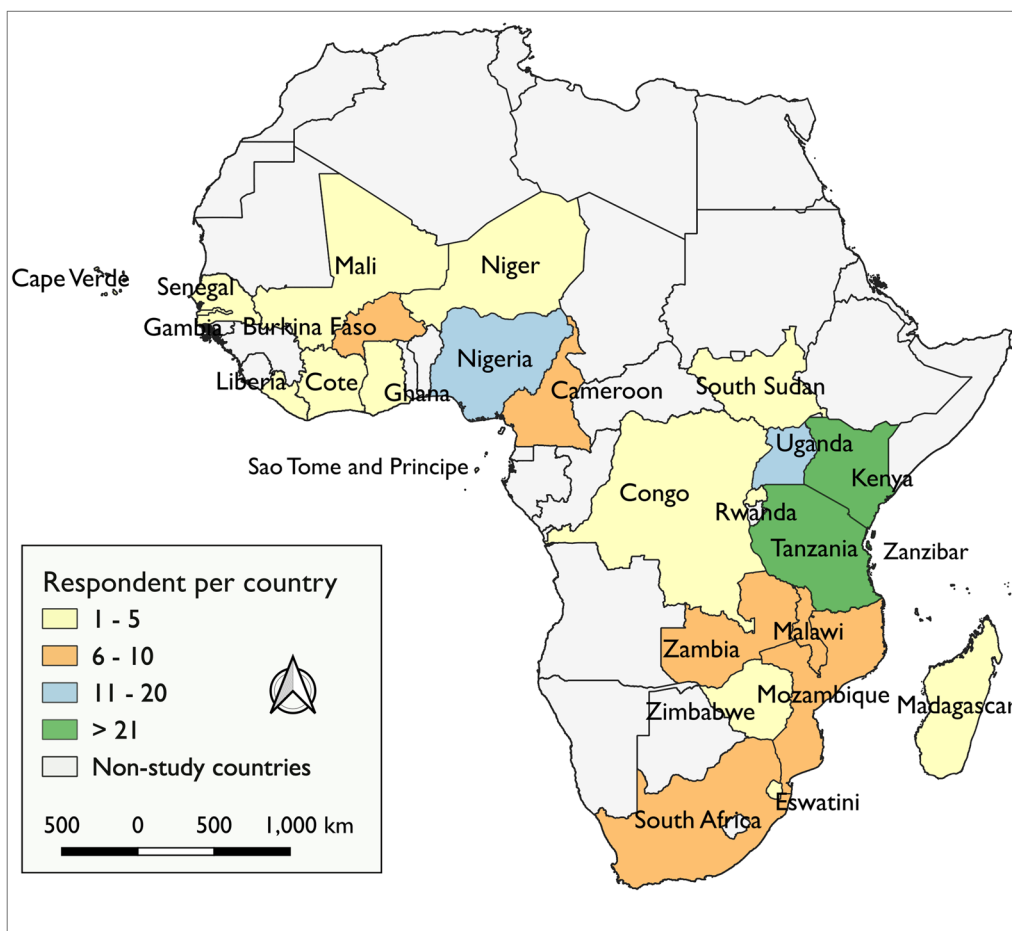 Mali
Niger
Cape Verde
Senegal
Gambia
Burkina Faso
Nigeria
Liberia
Cote
Ghana
Cameroon
South Sudan
Uganda
Sao Tome and Principe
Kenya
Congo
Rwanda
Tanzania
Zanzibar
Malawi
Zambia
Mozambique
Zimbabwe
Madagascar
Eswatini
South Africa
Respondent per country
1 - 5
6 - 10
11 - 20
> 21
Non-study countries
500 0 500 1,000 km